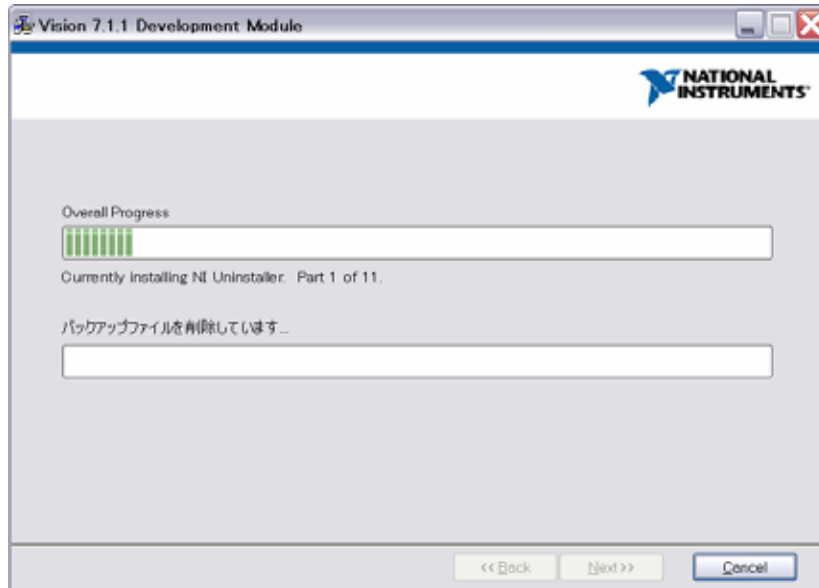 Vision 7.1.1 Development Module
NATIONAL
INSTRUMENTS
Overall Progress
Currently installing NI Uninstaller. Part 1 of 11.
バックアップファイルを削除しています...
<< Back
Next >>
Cancel